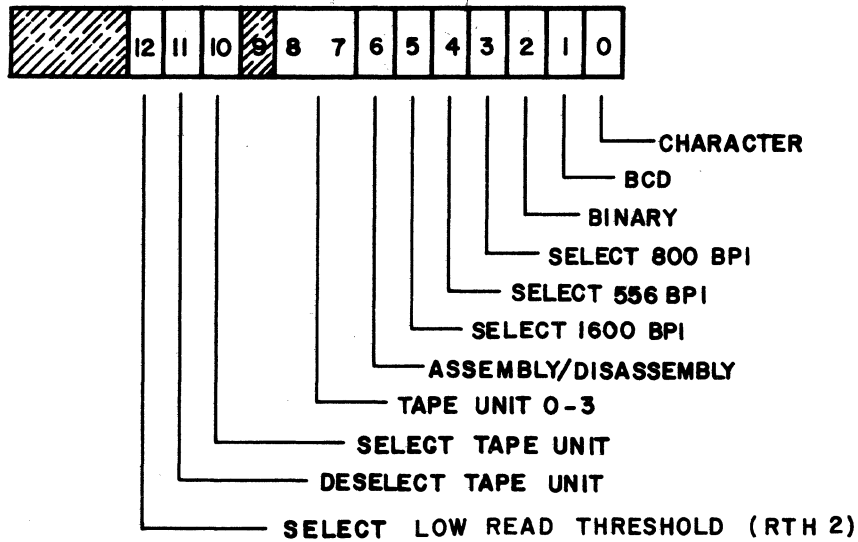 12 11 10 9 8 7 6 5 4 3 2 1 0
CHARACTER
BCD
BINARY
SELECT 800 BPI
SELECT 556 BPI
SELECT 1600 BPI
ASSEMBLY/DISASSEMBLY
TAPE UNIT 0-3
SELECT TAPE UNIT
DESELECT TAPE UNIT
SELECT LOW READ THRESHOLD (RTH 2)